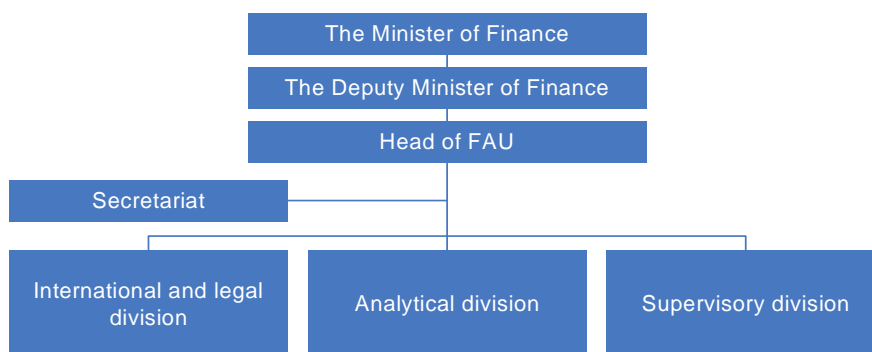 The Minister of Finance
The Deputy Minister of Finance
Head of FAU
Secretariat
International and legal
division
Analytical division
Supervisory division